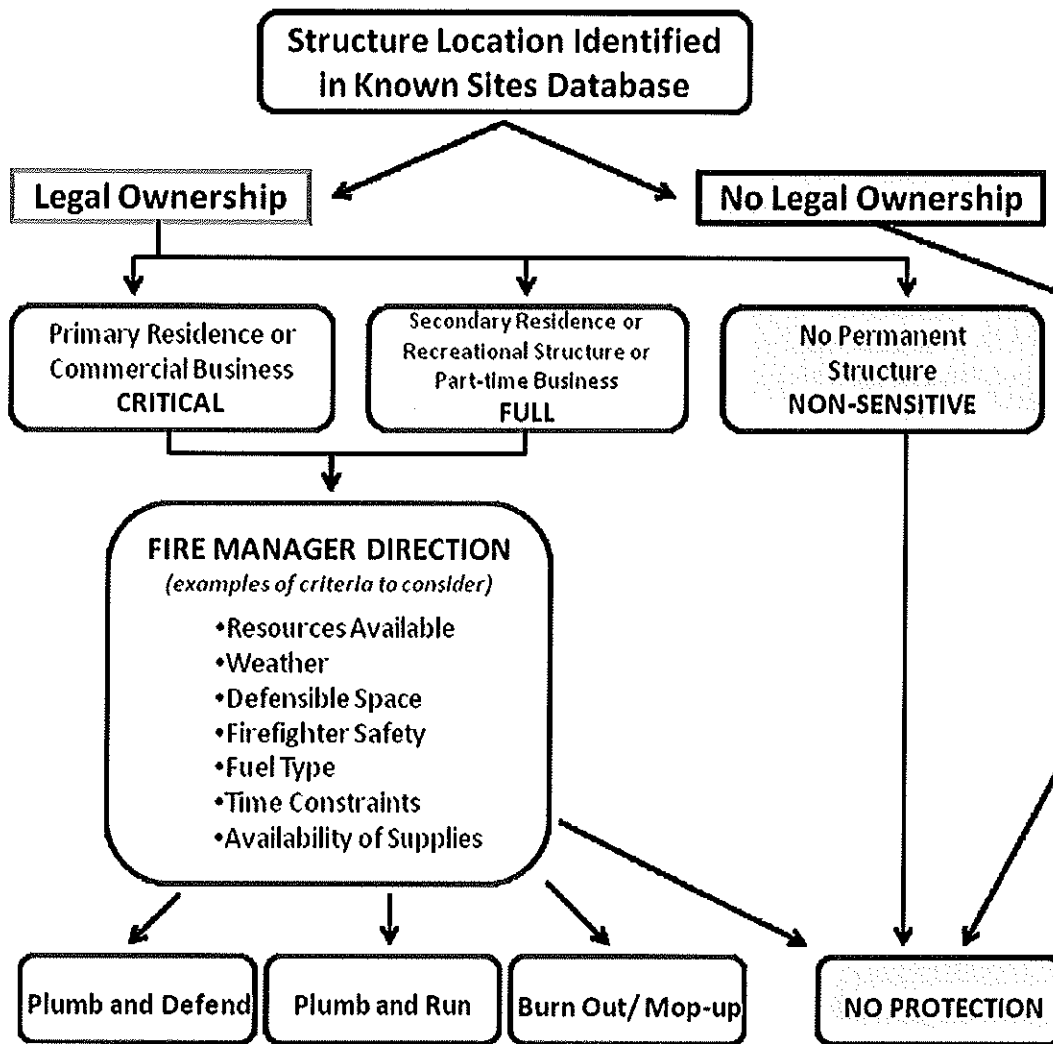 Structure Location Identified
in Known Sites Database
Legal Ownership
No Legal Ownership
Primary Residence or
Commercial Business
CRITICAL
Secondary Residence or
Recreational Structure or
Part-time Business
FULL
No Permanent
Structure
NON-SENSITIVE
FIRE MANAGER DIRECTION
(examples of criteria to consider)
•Resources Available
•Weather
•Defensible Space
•Firefighter Safety
•Fuel Type
•Time Constraints
•Availability of Supplies
Plumb and Defend
Plumb and Run
Burn Out/ Mop-up
NO PROTECTION